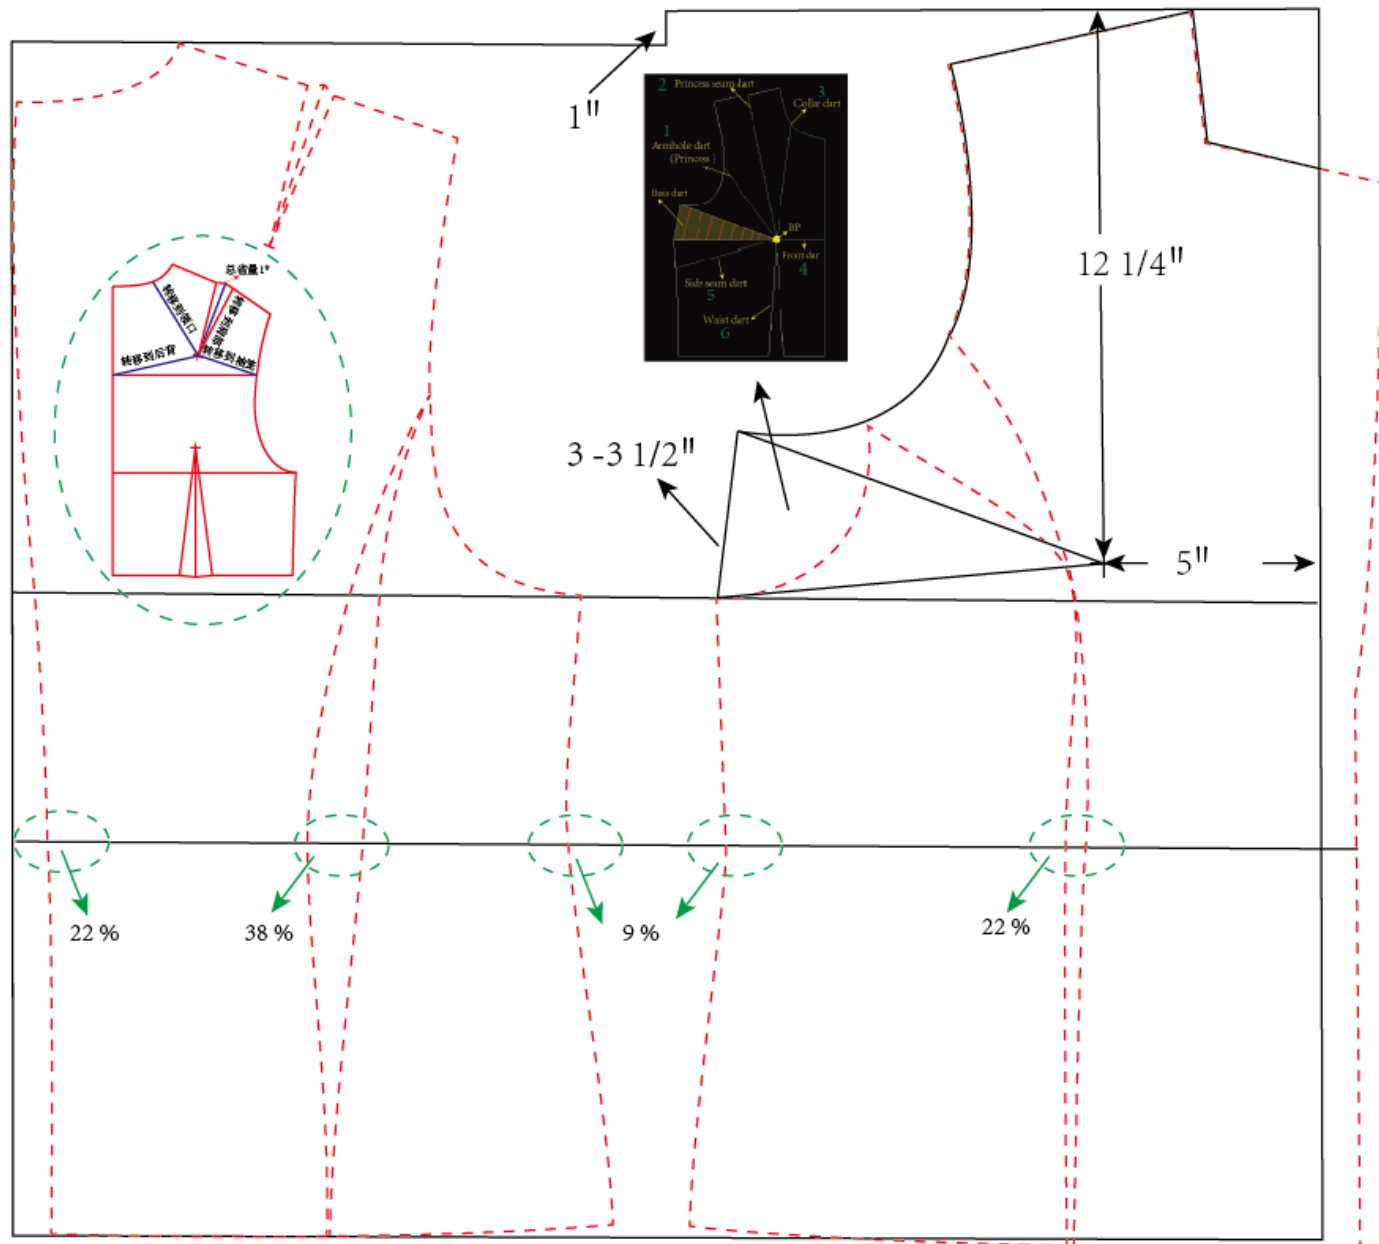 1"
2 Princess seam dart
3
Collar dart
1
Armhole dart
(Princess)
Basis dart
BP
Front dar
4
Side seam dart
5
Waist dart
6
总省量1"
转移到领口
转移到后背
转移到袖笼
12 1/4"
3 -3 1/2"
5"
22 %
38 %
9 %
22 %